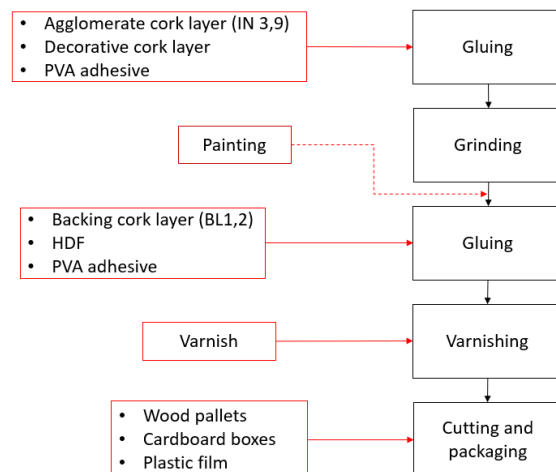 • Agglomerate cork layer (IN 3,9)
• Decorative cork layer
• PVA adhesive
Gluing
Painting
Grinding
• Backing cork layer (BL1,2)
• HDF
• PVA adhesive
Gluing
Varnish
Varnishing
• Wood pallets
• Cardboard boxes
• Plastic film
Cutting and
packaging